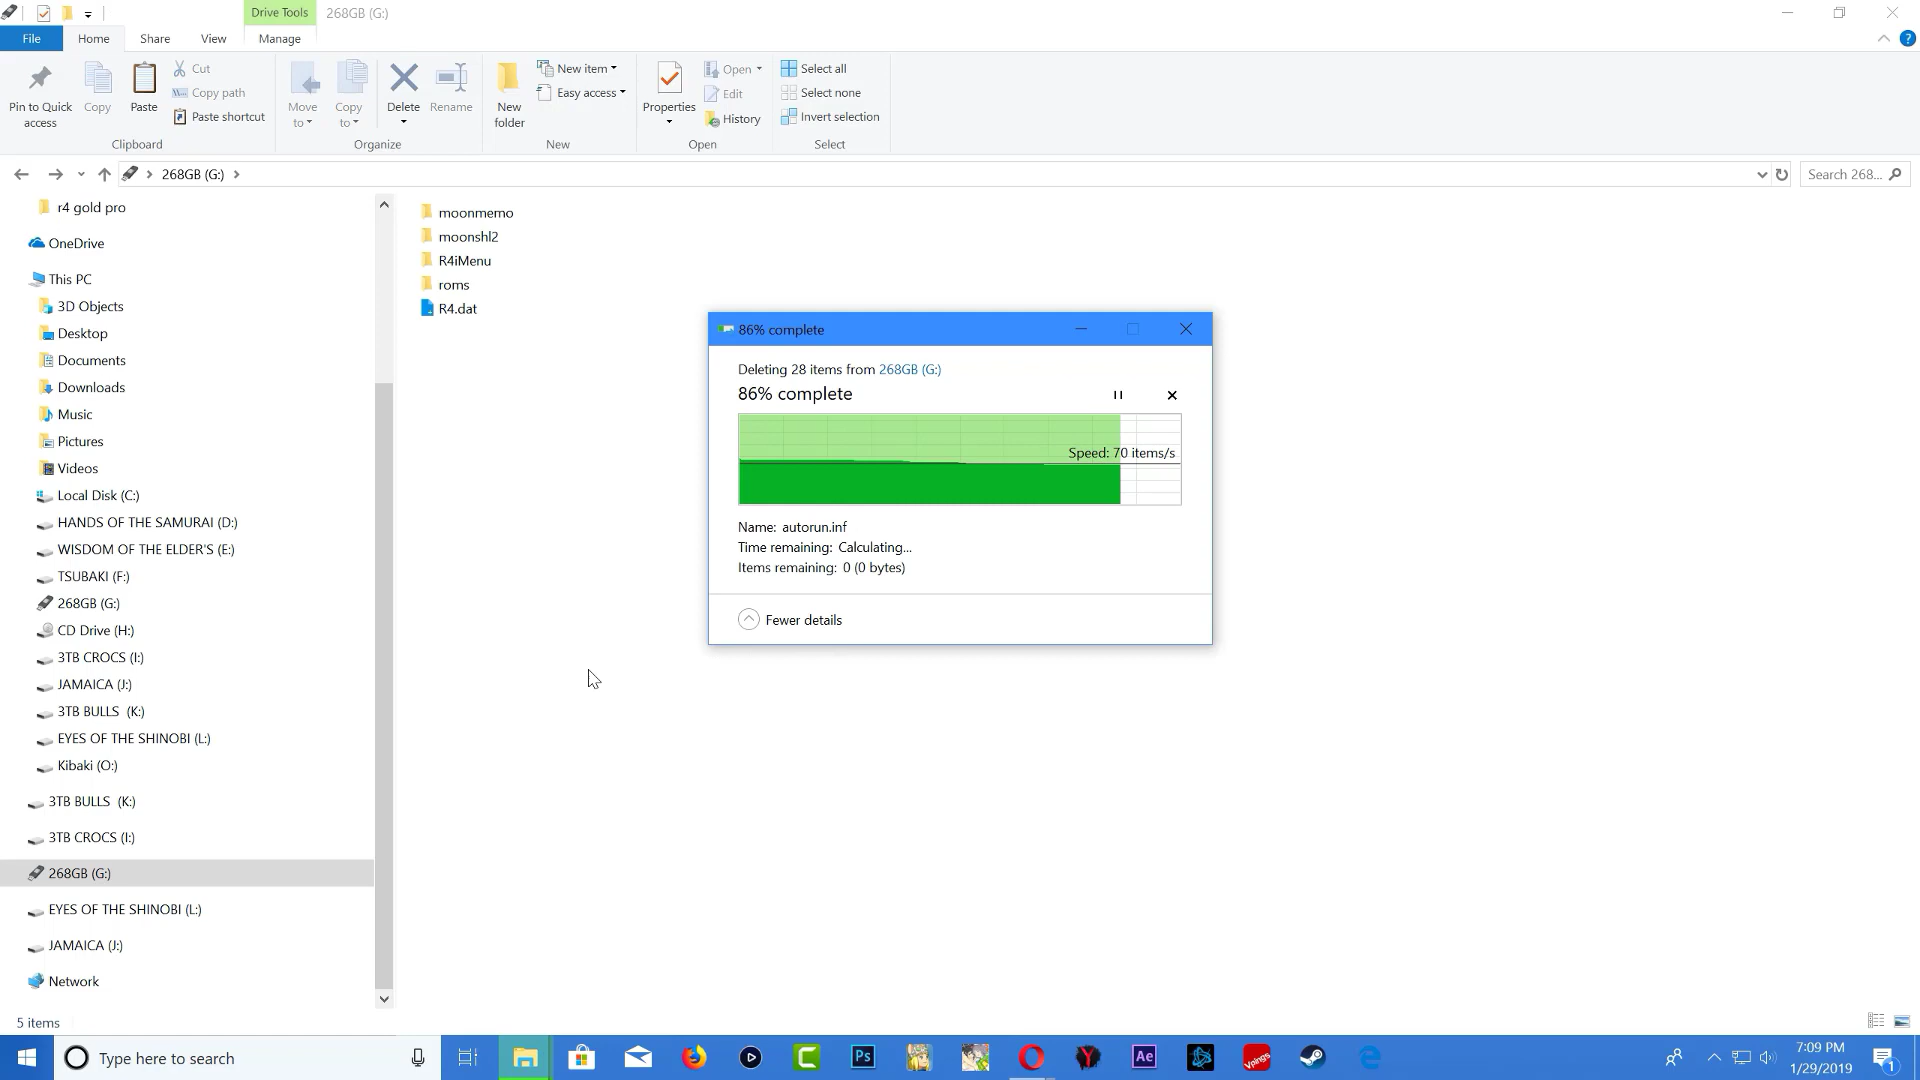 Drive Tools
268GB (G:)
File
Home
Share
View
Manage
Pin to Quick access
Copy
Paste
Cut
Copy path
Paste shortcut
Clipboard
Move to
Copy to
Delete
Rename
Organize
New folder
New item
Easy access
New
Properties
Open
Edit
History
Open
Select all
Select none
Invert selection
Select
268GB (G:)
Search 268...
r4 gold pro
OneDrive
This PC
3D Objects
Desktop
Documents
Downloads
Music
Pictures
Videos
Local Disk (C:)
HANDS OF THE SAMURAI (D:)
WISDOM OF THE ELDER'S (E:)
TSUBAKI (F:)
268GB (G:)
CD Drive (H:)
3TB CROCS (I:)
JAMAICA (J:)
3TB BULLS (K:)
EYES OF THE SHINOBI (L:)
Kibaki (O:)
3TB BULLS (K:)
3TB CROCS (I:)
268GB (G:)
EYES OF THE SHINOBI (L:)
JAMAICA (J:)
Network
moonmemo
moonshl2
R4iMenu
roms
R4.dat
86% complete
Deleting 28 items from 268GB (G:)
86% complete
Speed: 70 items/s
Name: autorun.inf
Time remaining: Calculating...
Items remaining: 0 (0 bytes)
Fewer details
5 items
Type here to search
Ps
Ae
Vpings
7:09 PM
1/29/2019
1